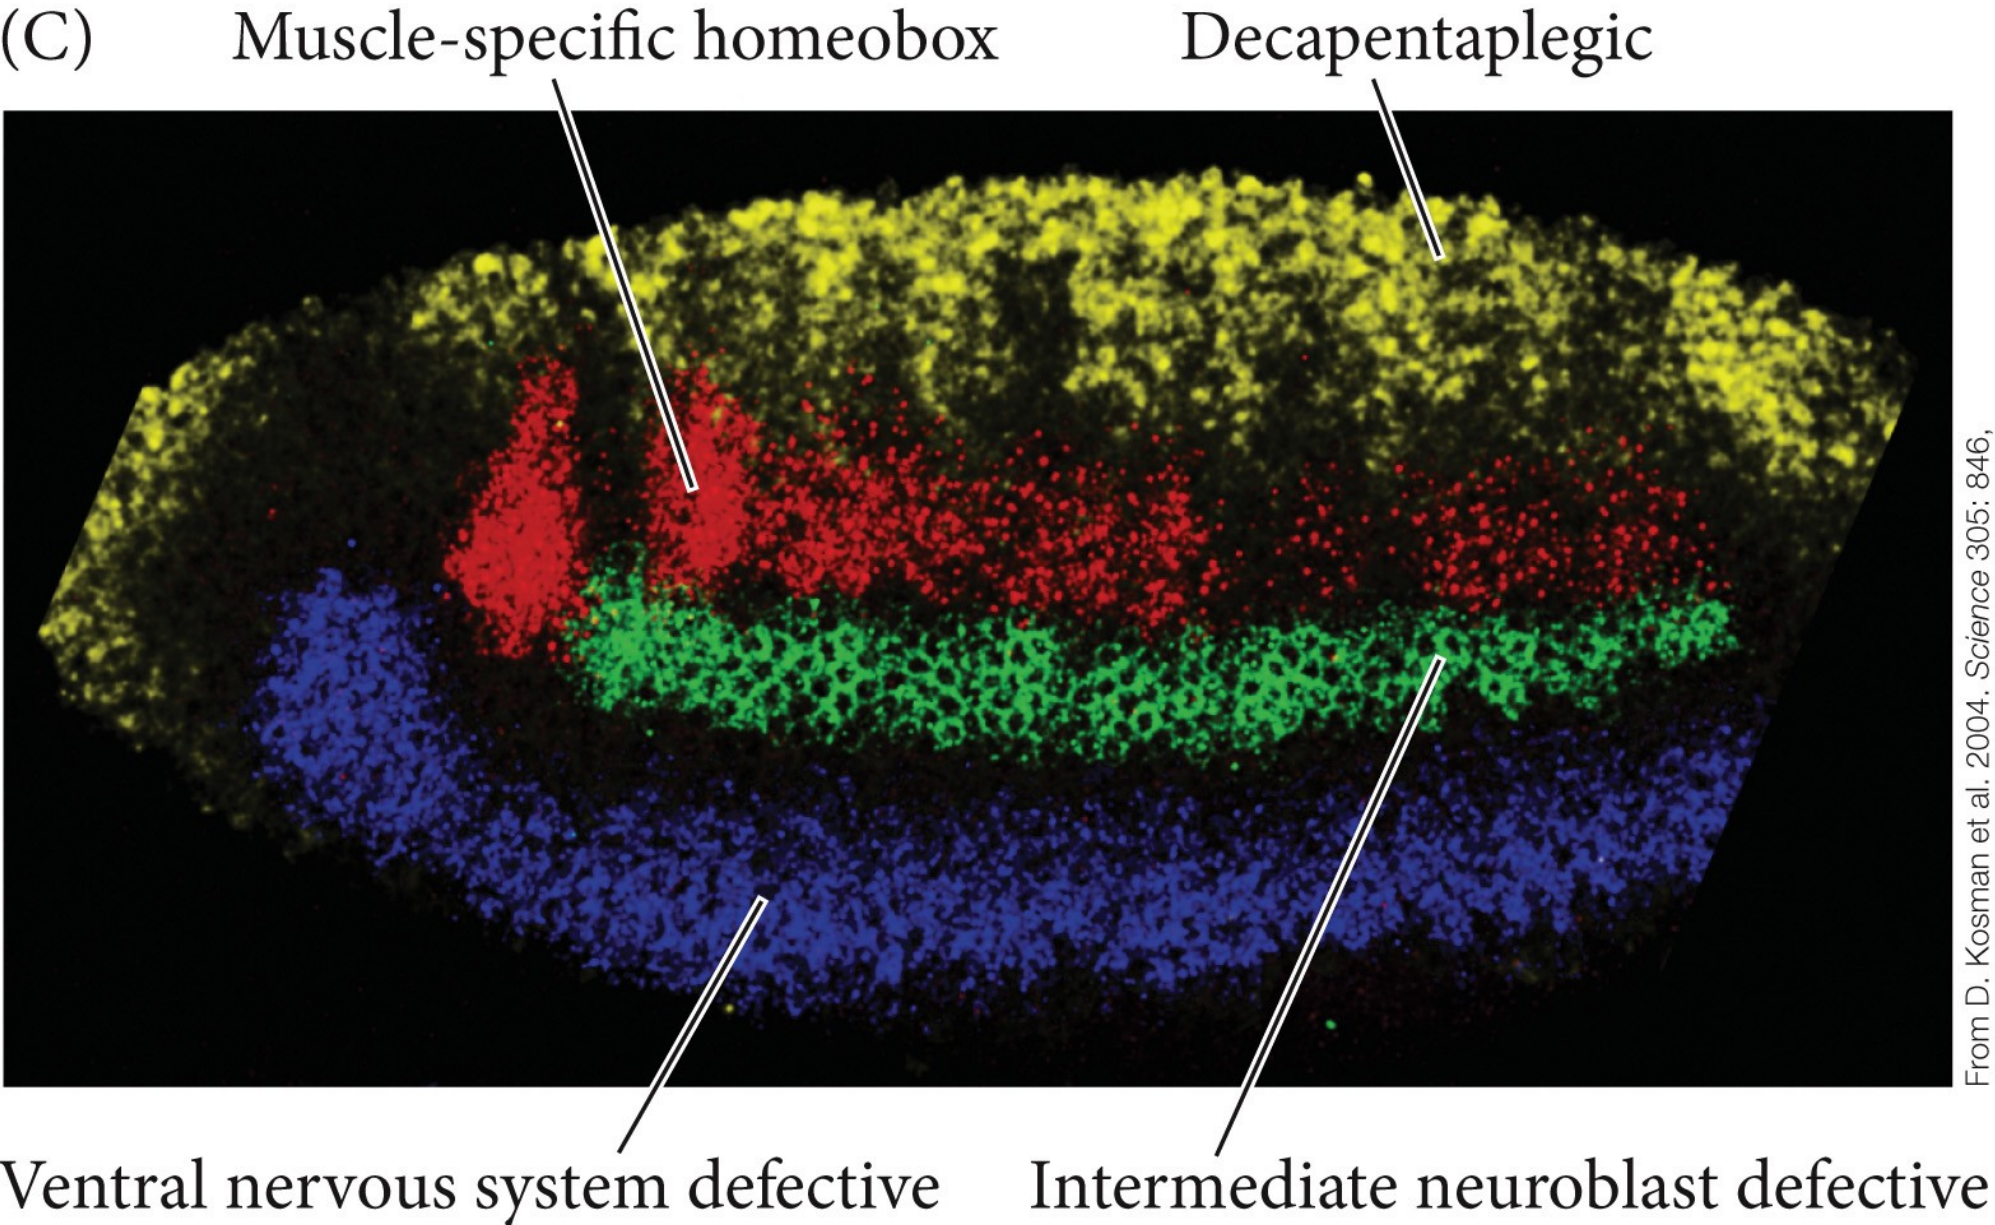 (C)
Muscle-specific homeobox
Decapentaplegic
From D. Kosman et al. 2004. Science 305: 846,
Ventral nervous system defective
Intermediate neuroblast defective